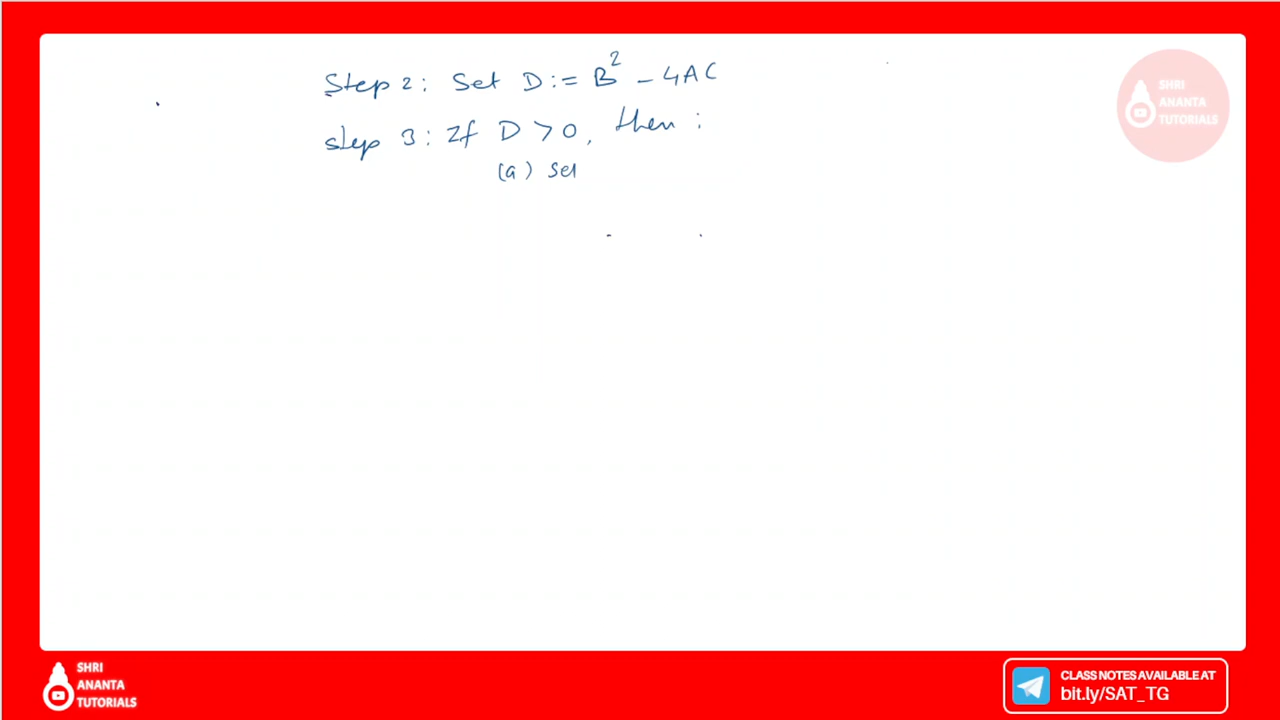 Step 2: Set D := B² - 4AC
step 3: If D > 0, then :
(a) Set
SHRI
ANANTA
TUTORIALS
SHRI
ANANTA
TUTORIALS
CLASS NOTES AVAILABLE AT
bit.ly/SAT_TG